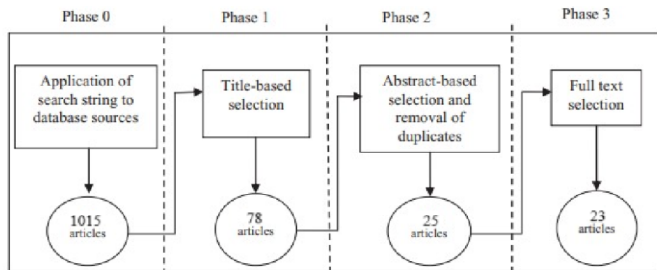 Phase 0
Phase 1
Phase 2
Phase 3
Application of
search string to
database sources
Title-based
selection
Abstract-based
selection and
removal of
duplicates
Full text
selection
1015
articles
78
articles
25
articles
23
articles